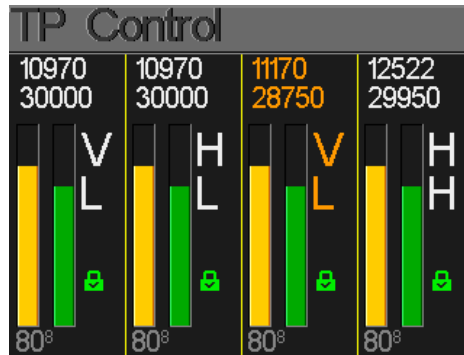 TP Control
10970 10970 11170 12522
30000 30000 28750 29950
V H V H
L L L H
80⁸ 80⁸ 80⁸ 80⁸